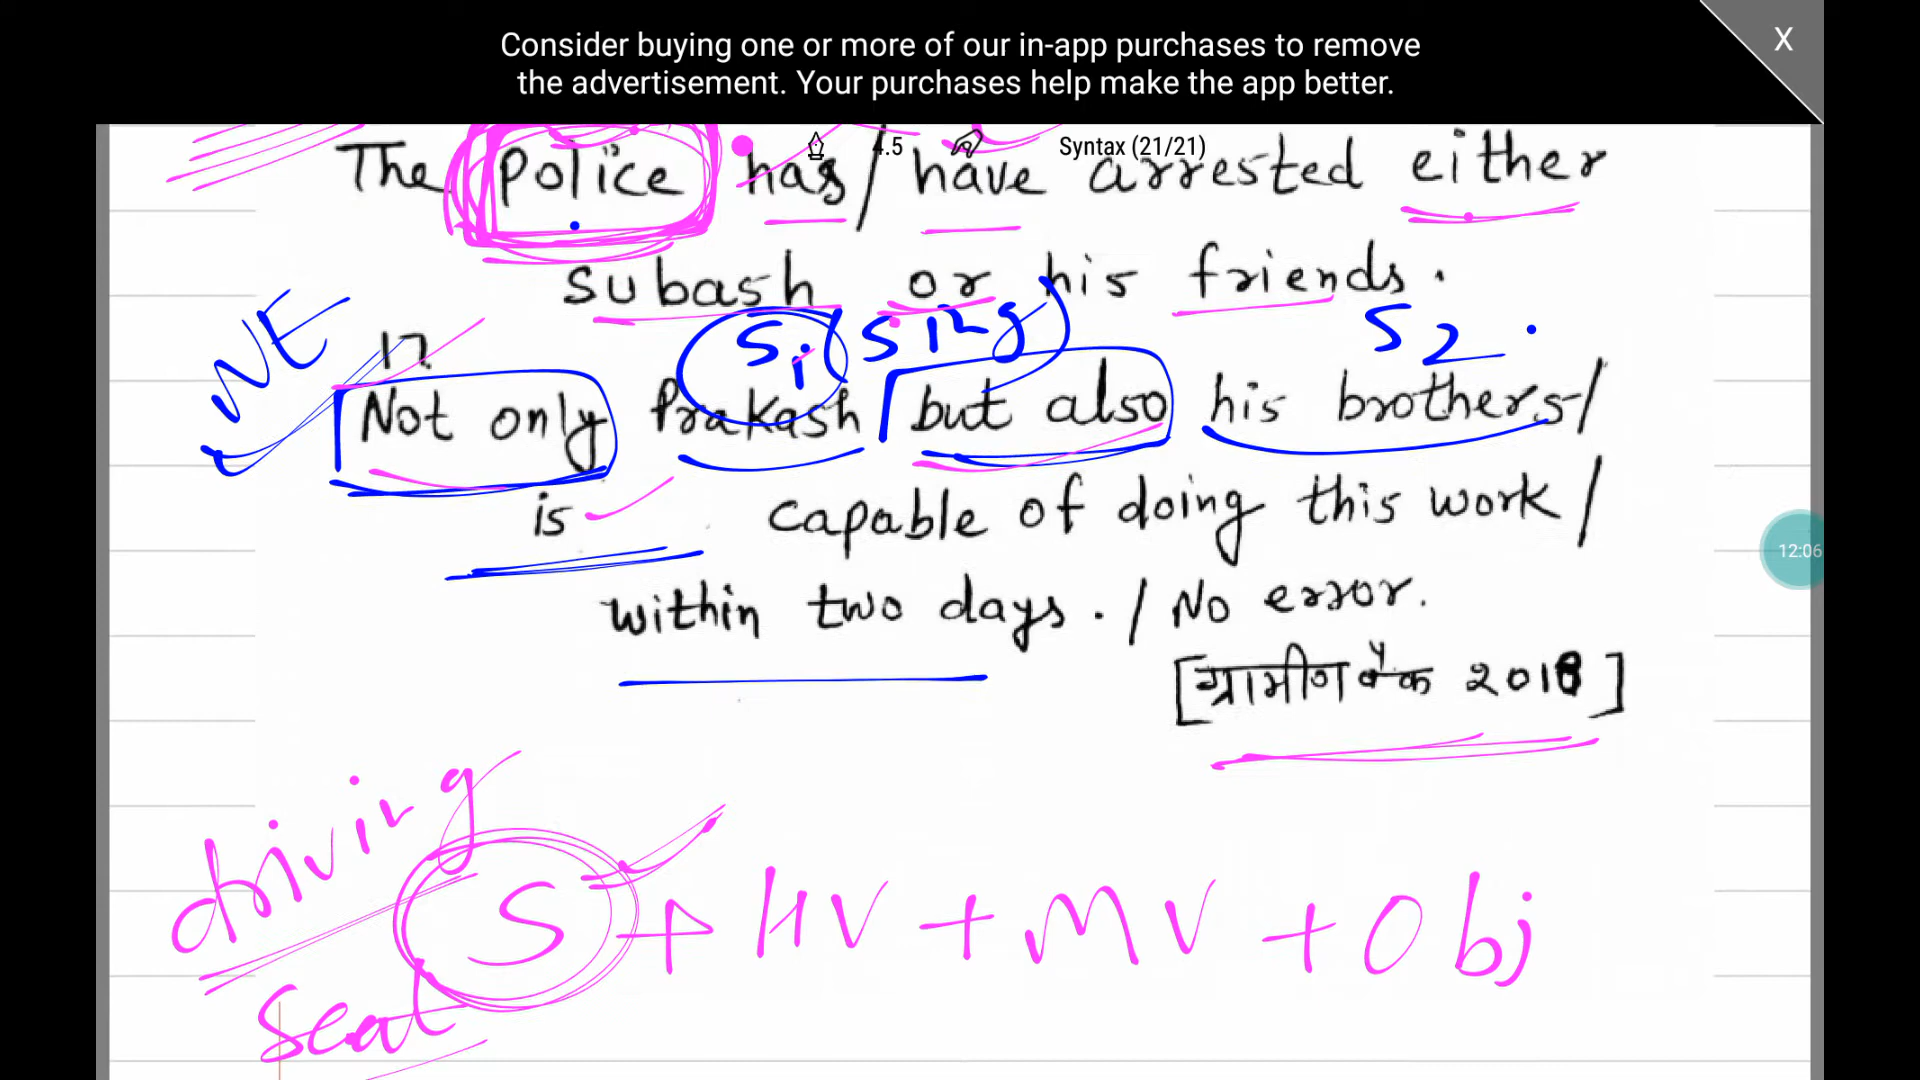 Consider buying one or more of our in-app purchases to remove
the advertisement. Your purchases help make the app better.
X
4.5 Syntax (21/21)
The police has/have arrested either
subash or his friends.
S1 (Sing) S2
NE
17
Not only Prakash but also his brothers/
is capable of doing this work/
12:06
within two days. / No error.
[ग्रामीण बैंक 2018]
driving
seat
S + HV + MV + Obj